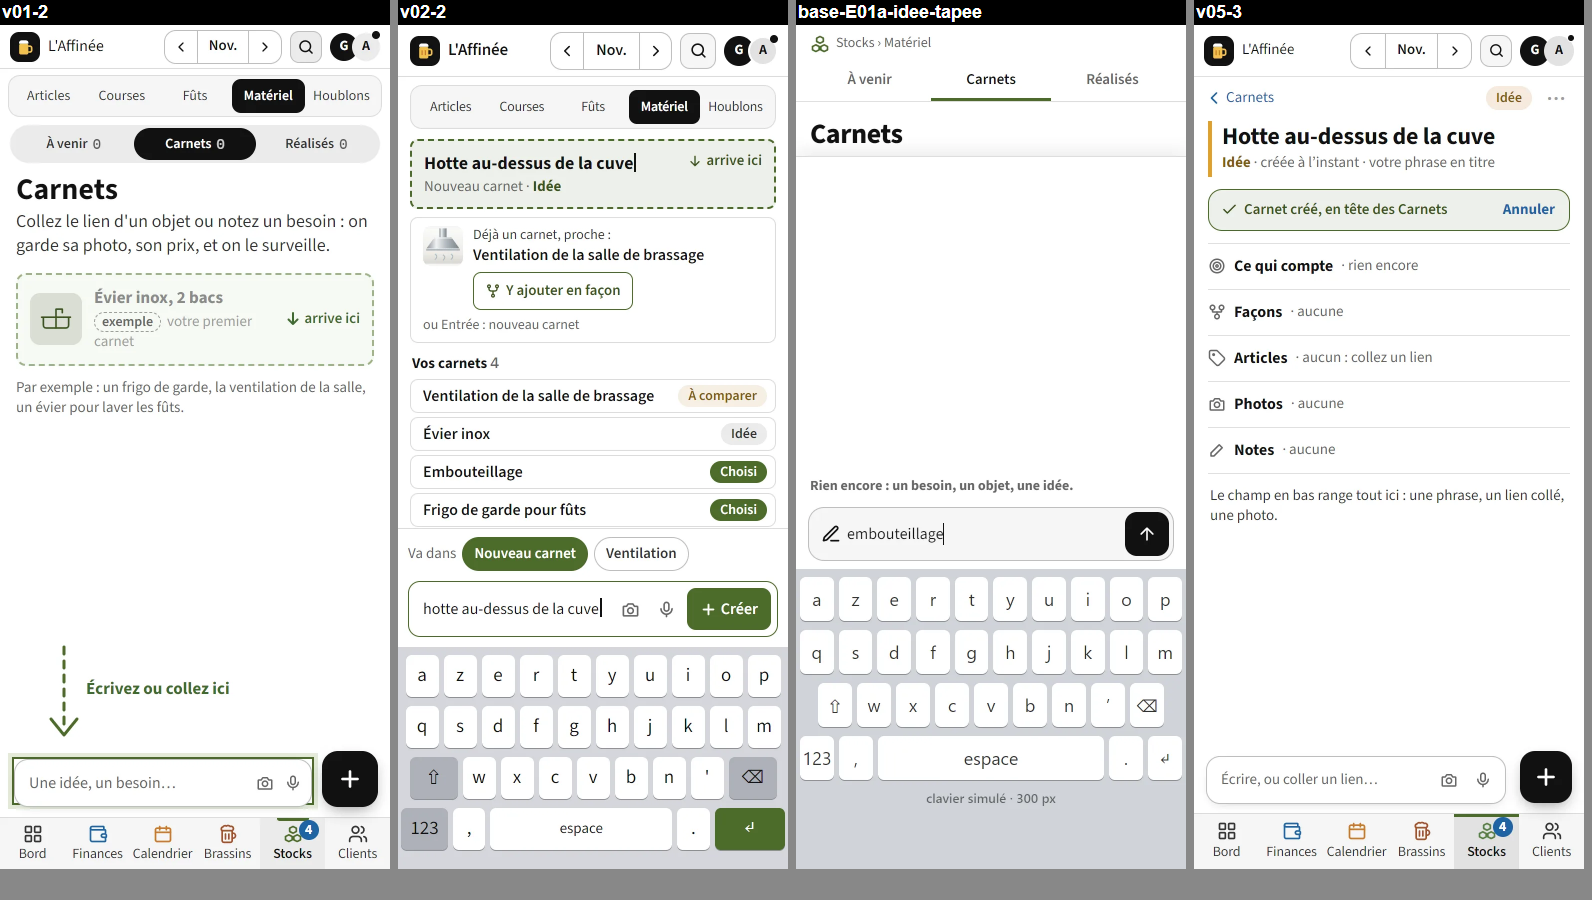 v01-2
L'Affinée
Nov.
G
A
Articles
Courses
Fûts
Matériel
Houblons
À venir 0
Carnets 0
Réalisés 0
Carnets
Collez le lien d'un objet ou notez un besoin : on
garde sa photo, son prix, et on le surveille.
Évier inox, 2 bacs
exemple votre premier
carnet
arrive ici
Par exemple : un frigo de garde, la ventilation de la salle,
un évier pour laver les fûts.
Écrivez ou collez ici
Une idée, un besoin…
+
Bord
Finances
Calendrier
Brassins
4
Stocks
Clients
v02-2
L'Affinée
Nov.
G
A
Articles
Courses
Fûts
Matériel
Houblons
Hotte au-dessus de la cuve
arrive ici
Nouveau carnet · Idée
Déjà un carnet, proche :
Ventilation de la salle de brassage
Y ajouter en façon
ou Entrée : nouveau carnet
Vos carnets 4
Ventilation de la salle de brassage
À comparer
Évier inox
Idée
Embouteillage
Choisi
Frigo de garde pour fûts
Choisi
Va dans
Nouveau carnet
Ventilation
hotte au-dessus de la cuve
+ Créer
a z e r t y u i o p
q s d f g h j k l m
⇧ w x c v b n ' ⌫
123 , espace . ↵
base-E01a-idee-tapee
Stocks › Matériel
À venir
Carnets
Réalisés
Carnets
Rien encore : un besoin, un objet, une idée.
embouteillage
a z e r t y u i o p
q s d f g h j k l m
⇧ w x c v b n ' ⌫
123 , espace . ↵
clavier simulé · 300 px
v05-3
L'Affinée
Nov.
G
A
Carnets
Idée
···
Hotte au-dessus de la cuve
Idée · créée à l’instant · votre phrase en titre
Carnet créé, en tête des Carnets
Annuler
Ce qui compte · rien encore
Façons · aucune
Articles · aucun : collez un lien
Photos · aucune
Notes · aucune
Le champ en bas range tout ici : une phrase, un lien collé,
une photo.
Écrire, ou coller un lien…
+
Bord
Finances
Calendrier
Brassins
4
Stocks
Clients